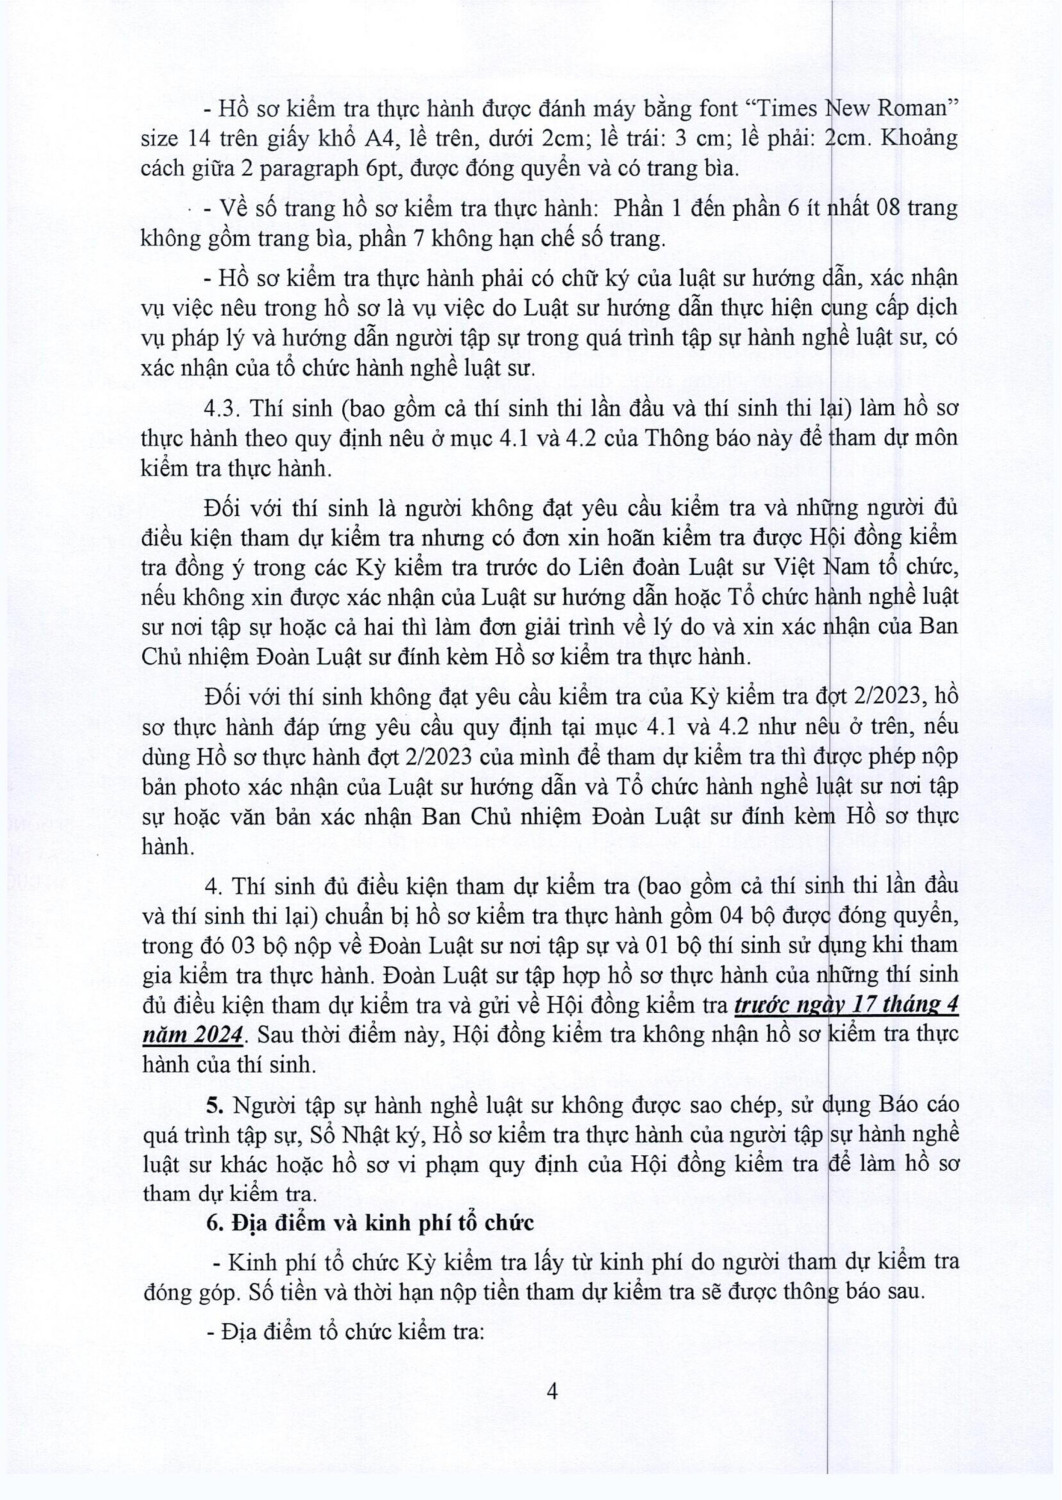 - Hồ sơ kiểm tra thực hành được đánh máy bằng font “Times New Roman”
size 14 trên giấy khổ A4, lề trên, dưới 2cm; lề trái: 3 cm; lề phải: 2cm. Khoảng
cách giữa 2 paragraph 6pt, được đóng quyển và có trang bìa.
- Về số trang hồ sơ kiểm tra thực hành: Phần 1 đến phần 6 ít nhất 08 trang
không gồm trang bìa, phần 7 không hạn chế số trang.
- Hồ sơ kiểm tra thực hành phải có chữ ký của luật sư hướng dẫn, xác nhận
vụ việc nêu trong hồ sơ là vụ việc do Luật sư hướng dẫn thực hiện cung cấp dịch
vụ pháp lý và hướng dẫn người tập sự trong quá trình tập sự hành nghề luật sư, có
xác nhận của tổ chức hành nghề luật sư.
4.3. Thí sinh (bao gồm cả thí sinh thi lần đầu và thí sinh thi lại) làm hồ sơ
thực hành theo quy định nêu ở mục 4.1 và 4.2 của Thông báo này để tham dự môn
kiểm tra thực hành.
Đối với thí sinh là người không đạt yêu cầu kiểm tra và những người đủ
điều kiện tham dự kiểm tra nhưng có đơn xin hoãn kiểm tra được Hội đồng kiểm
tra đồng ý trong các Kỳ kiểm tra trước do Liên đoàn Luật sư Việt Nam tổ chức,
nếu không xin được xác nhận của Luật sư hướng dẫn hoặc Tổ chức hành nghề luật
sư nơi tập sự hoặc cả hai thì làm đơn giải trình về lý do và xin xác nhận của Ban
Chủ nhiệm Đoàn Luật sư đính kèm Hồ sơ kiểm tra thực hành.
Đối với thí sinh không đạt yêu cầu kiểm tra của Kỳ kiểm tra đợt 2/2023, hồ
sơ thực hành đáp ứng yêu cầu quy định tại mục 4.1 và 4.2 như nêu ở trên, nếu
dùng Hồ sơ thực hành đợt 2/2023 của mình để tham dự kiểm tra thì được phép nộp
bản photo xác nhận của Luật sư hướng dẫn và Tổ chức hành nghề luật sư nơi tập
sự hoặc văn bản xác nhận Ban Chủ nhiệm Đoàn Luật sư đính kèm Hồ sơ thực
hành.
4. Thí sinh đủ điều kiện tham dự kiểm tra (bao gồm cả thí sinh thi lần đầu
và thí sinh thi lại) chuẩn bị hồ sơ kiểm tra thực hành gồm 04 bộ được đóng quyển,
trong đó 03 bộ nộp về Đoàn Luật sư nơi tập sự và 01 bộ thí sinh sử dụng khi tham
gia kiểm tra thực hành. Đoàn Luật sư tập hợp hồ sơ thực hành của những thí sinh
đủ điều kiện tham dự kiểm tra và gửi về Hội đồng kiểm tra trước ngày 17 tháng 4
năm 2024. Sau thời điểm này, Hội đồng kiểm tra không nhận hồ sơ kiểm tra thực
hành của thí sinh.
5. Người tập sự hành nghề luật sư không được sao chép, sử dụng Báo cáo
quá trình tập sự, Sổ Nhật ký, Hồ sơ kiểm tra thực hành của người tập sự hành nghề
luật sư khác hoặc hồ sơ vi phạm quy định của Hội đồng kiểm tra để làm hồ sơ
tham dự kiểm tra.
6. Địa điểm và kinh phí tổ chức
- Kinh phí tổ chức Kỳ kiểm tra lấy từ kinh phí do người tham dự kiểm tra
đóng góp. Số tiền và thời hạn nộp tiền tham dự kiểm tra sẽ được thông báo sau.
- Địa điểm tổ chức kiểm tra:
4